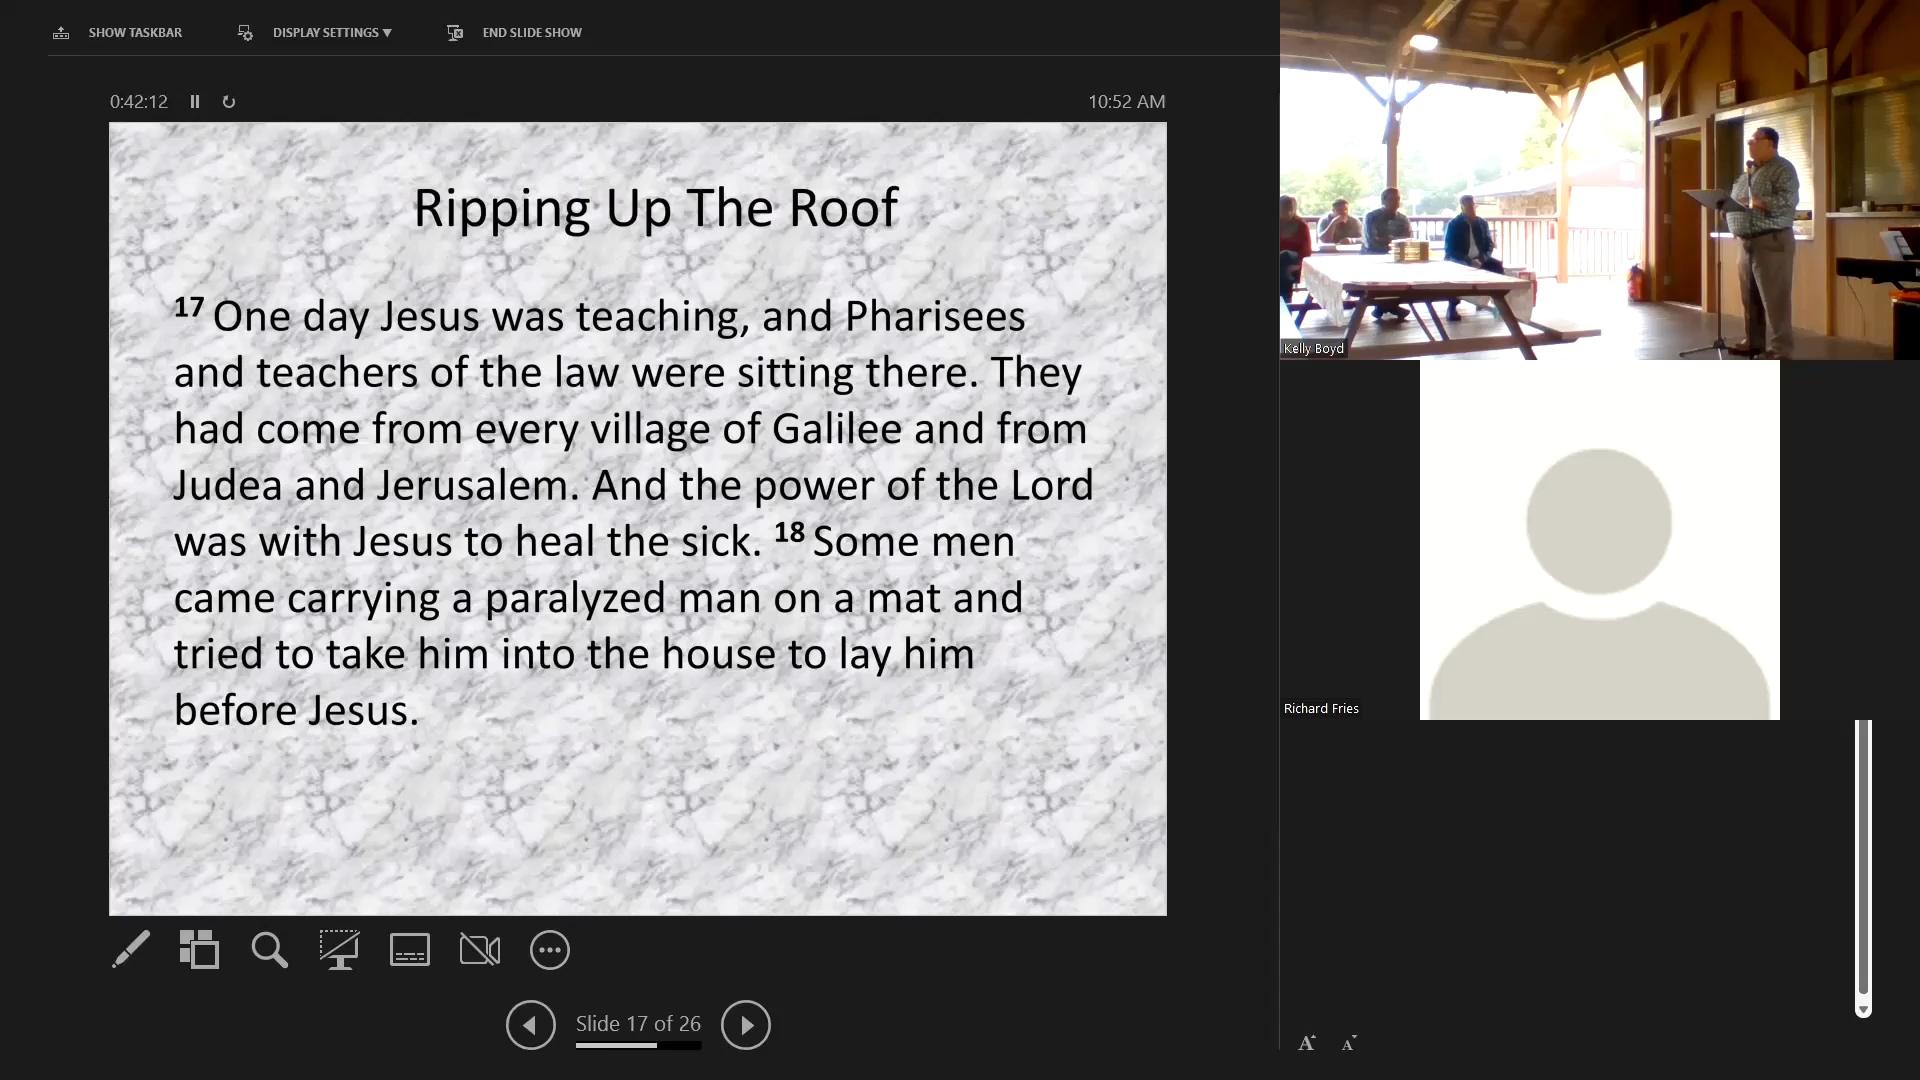 SHOW TASKBAR
DISPLAY SETTINGS ▼
END SLIDE SHOW
0:42:12
10:52 AM
Ripping Up The Roof
17 One day Jesus was teaching, and Pharisees
and teachers of the law were sitting there. They
had come from every village of Galilee and from
Judea and Jerusalem. And the power of the Lord
was with Jesus to heal the sick. 18 Some men
came carrying a paralyzed man on a mat and
tried to take him into the house to lay him
before Jesus.
Slide 17 of 26
Kelly Boyd
Richard Fries
A
A